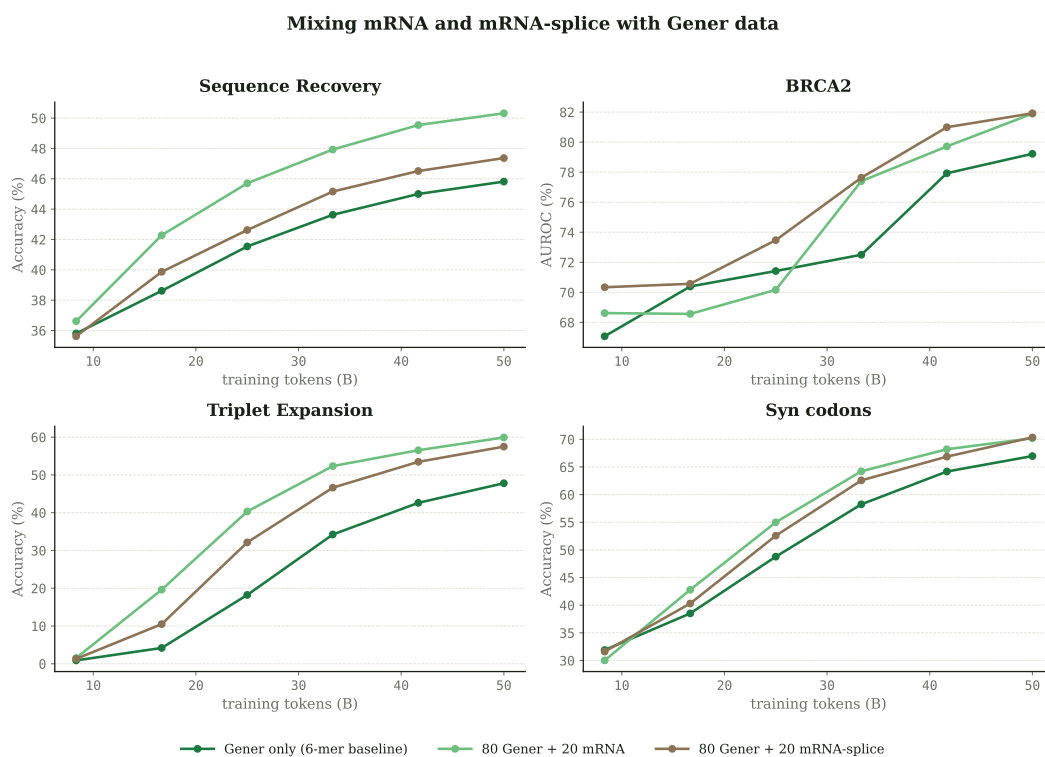 Mixing mRNA and mRNA-splice with Gener data
Sequence Recovery
Accuracy (%)
50
48
46
44
42
40
38
36
10 20 30 40 50
training tokens (B)
BRCA2
AUROC (%)
82
80
78
76
74
72
70
68
10 20 30 40 50
training tokens (B)
Triplet Expansion
Accuracy (%)
60
50
40
30
20
10
0
10 20 30 40 50
training tokens (B)
Syn codons
Accuracy (%)
70
65
60
55
50
45
40
35
30
10 20 30 40 50
training tokens (B)
Gener only (6-mer baseline) 80 Gener + 20 mRNA 80 Gener + 20 mRNA-splice